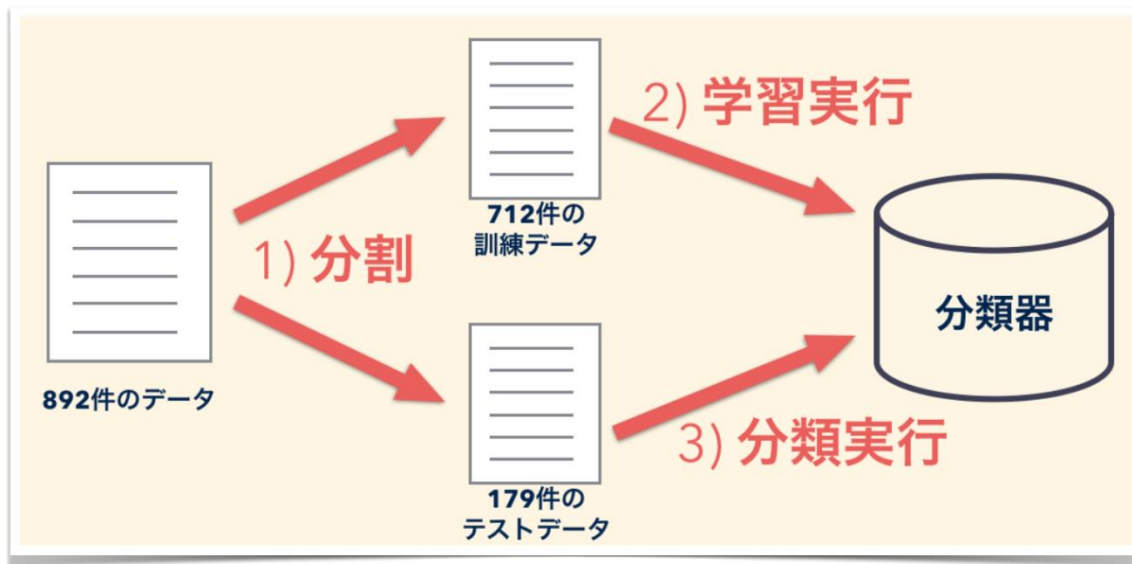 892件のデータ
1) 分割
712件の
訓練データ
179件の
テストデータ
2) 学習実行
3) 分類実行
分類器